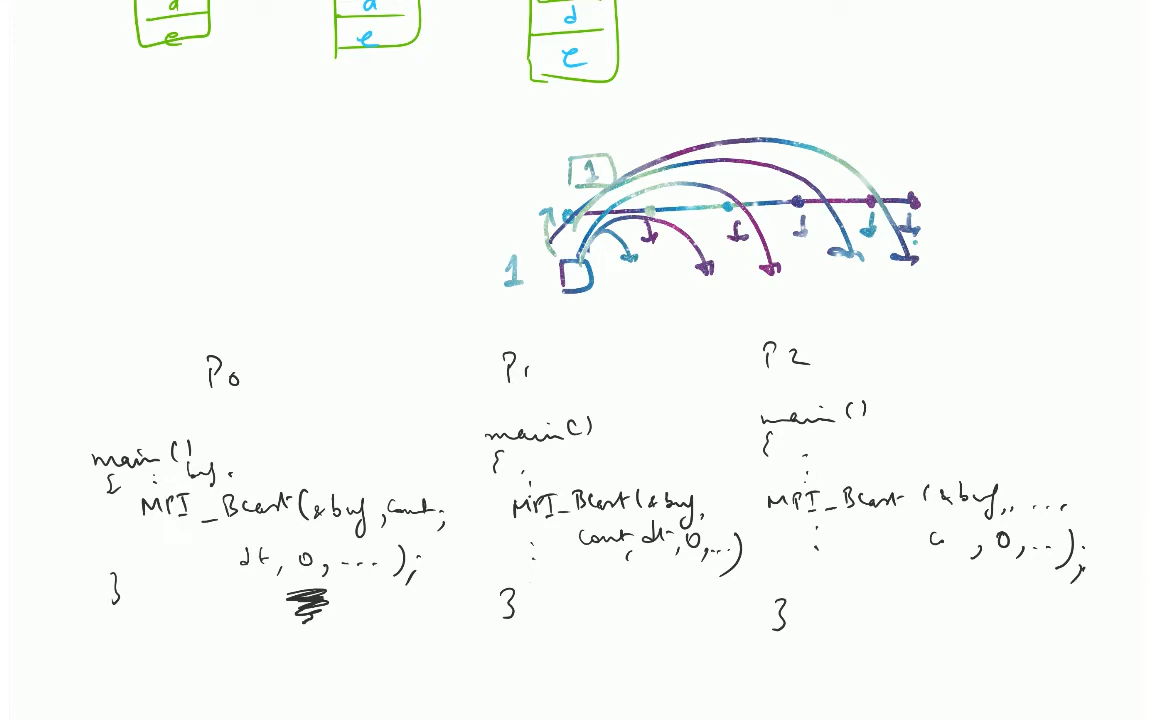 d d d
e e e
1
1
P0 P1 P2
main() main() main()
{ buf. { {
MPI_Bcast(&buf, count, MPI_Bcast(&buf, MPI_Bcast (&buf,, ....
dt, 0, ....); count, dt, 0, ...) c , 0, ...);
} } }